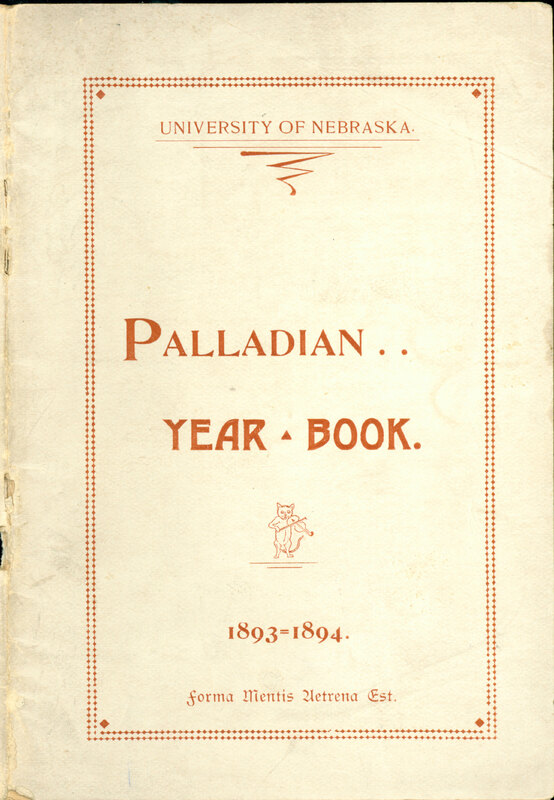 UNIVERSITY OF NEBRASKA.
PALLADIAN . .
YEAR ▲ BOOK.
1893=1894.
Forma Mentis Aetrena Est.